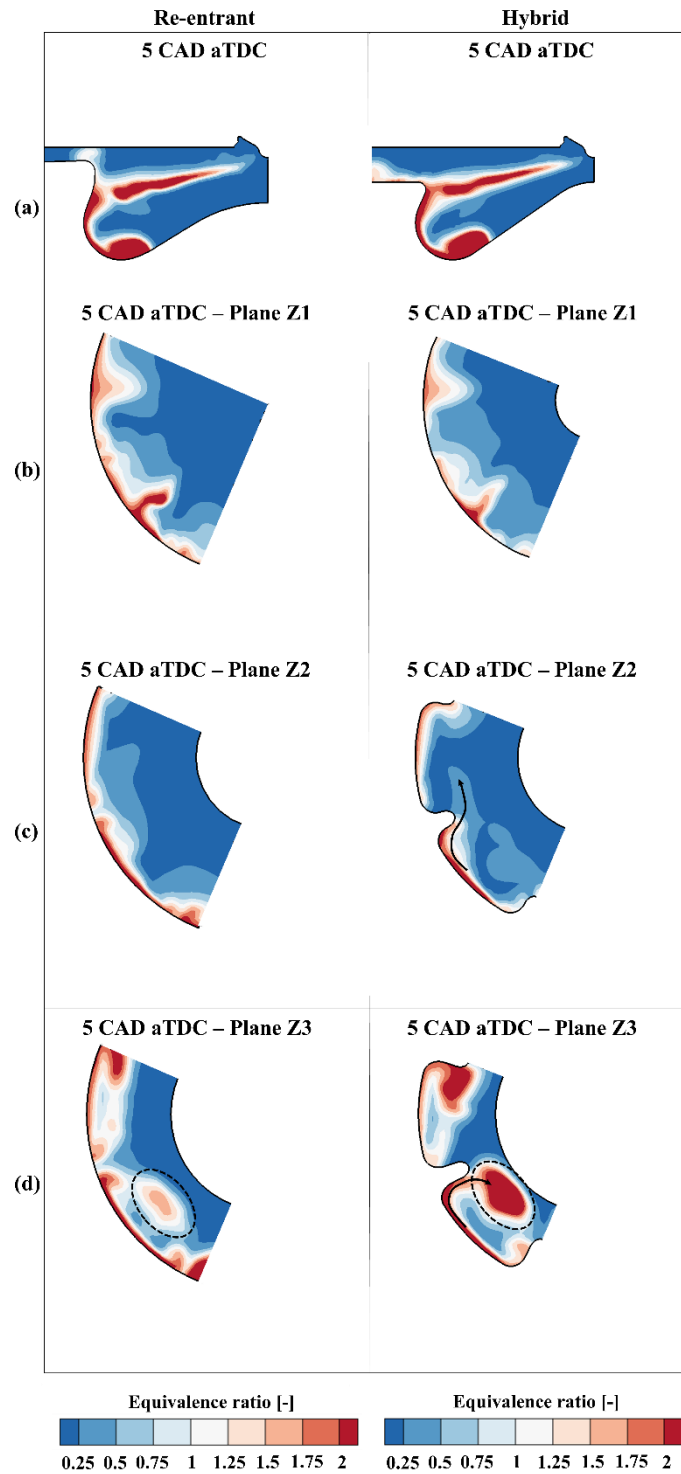 Re-entrant Hybrid
5 CAD aTDC 5 CAD aTDC
(a)
5 CAD aTDC – Plane Z1 5 CAD aTDC – Plane Z1
(b)
5 CAD aTDC – Plane Z2 5 CAD aTDC – Plane Z2
(c)
5 CAD aTDC – Plane Z3 5 CAD aTDC – Plane Z3
(d)
Equivalence ratio [-] Equivalence ratio [-]
0.25 0.5 0.75 1 1.25 1.5 1.75 2 0.25 0.5 0.75 1 1.25 1.5 1.75 2